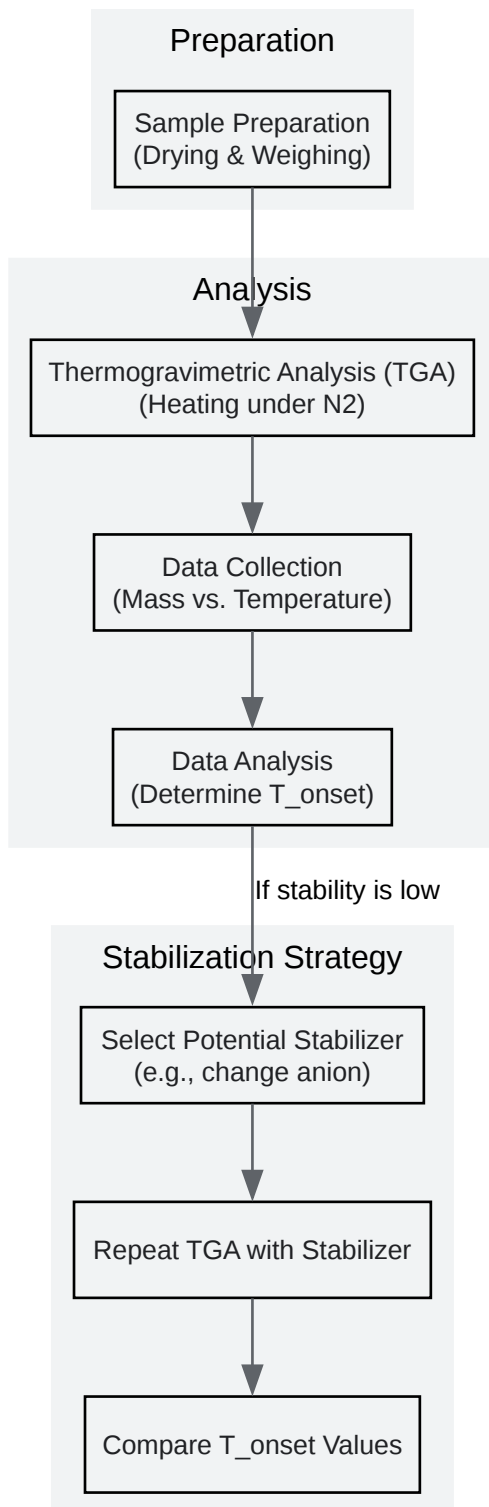 Preparation
Sample Preparation
(Drying & Weighing)
Analysis
Thermogravimetric Analysis (TGA)
(Heating under N2)
Data Collection
(Mass vs. Temperature)
Data Analysis
(Determine T_onset)
If stability is low
Stabilization Strategy
Select Potential Stabilizer
(e.g., change anion)
Repeat TGA with Stabilizer
Compare T_onset Values